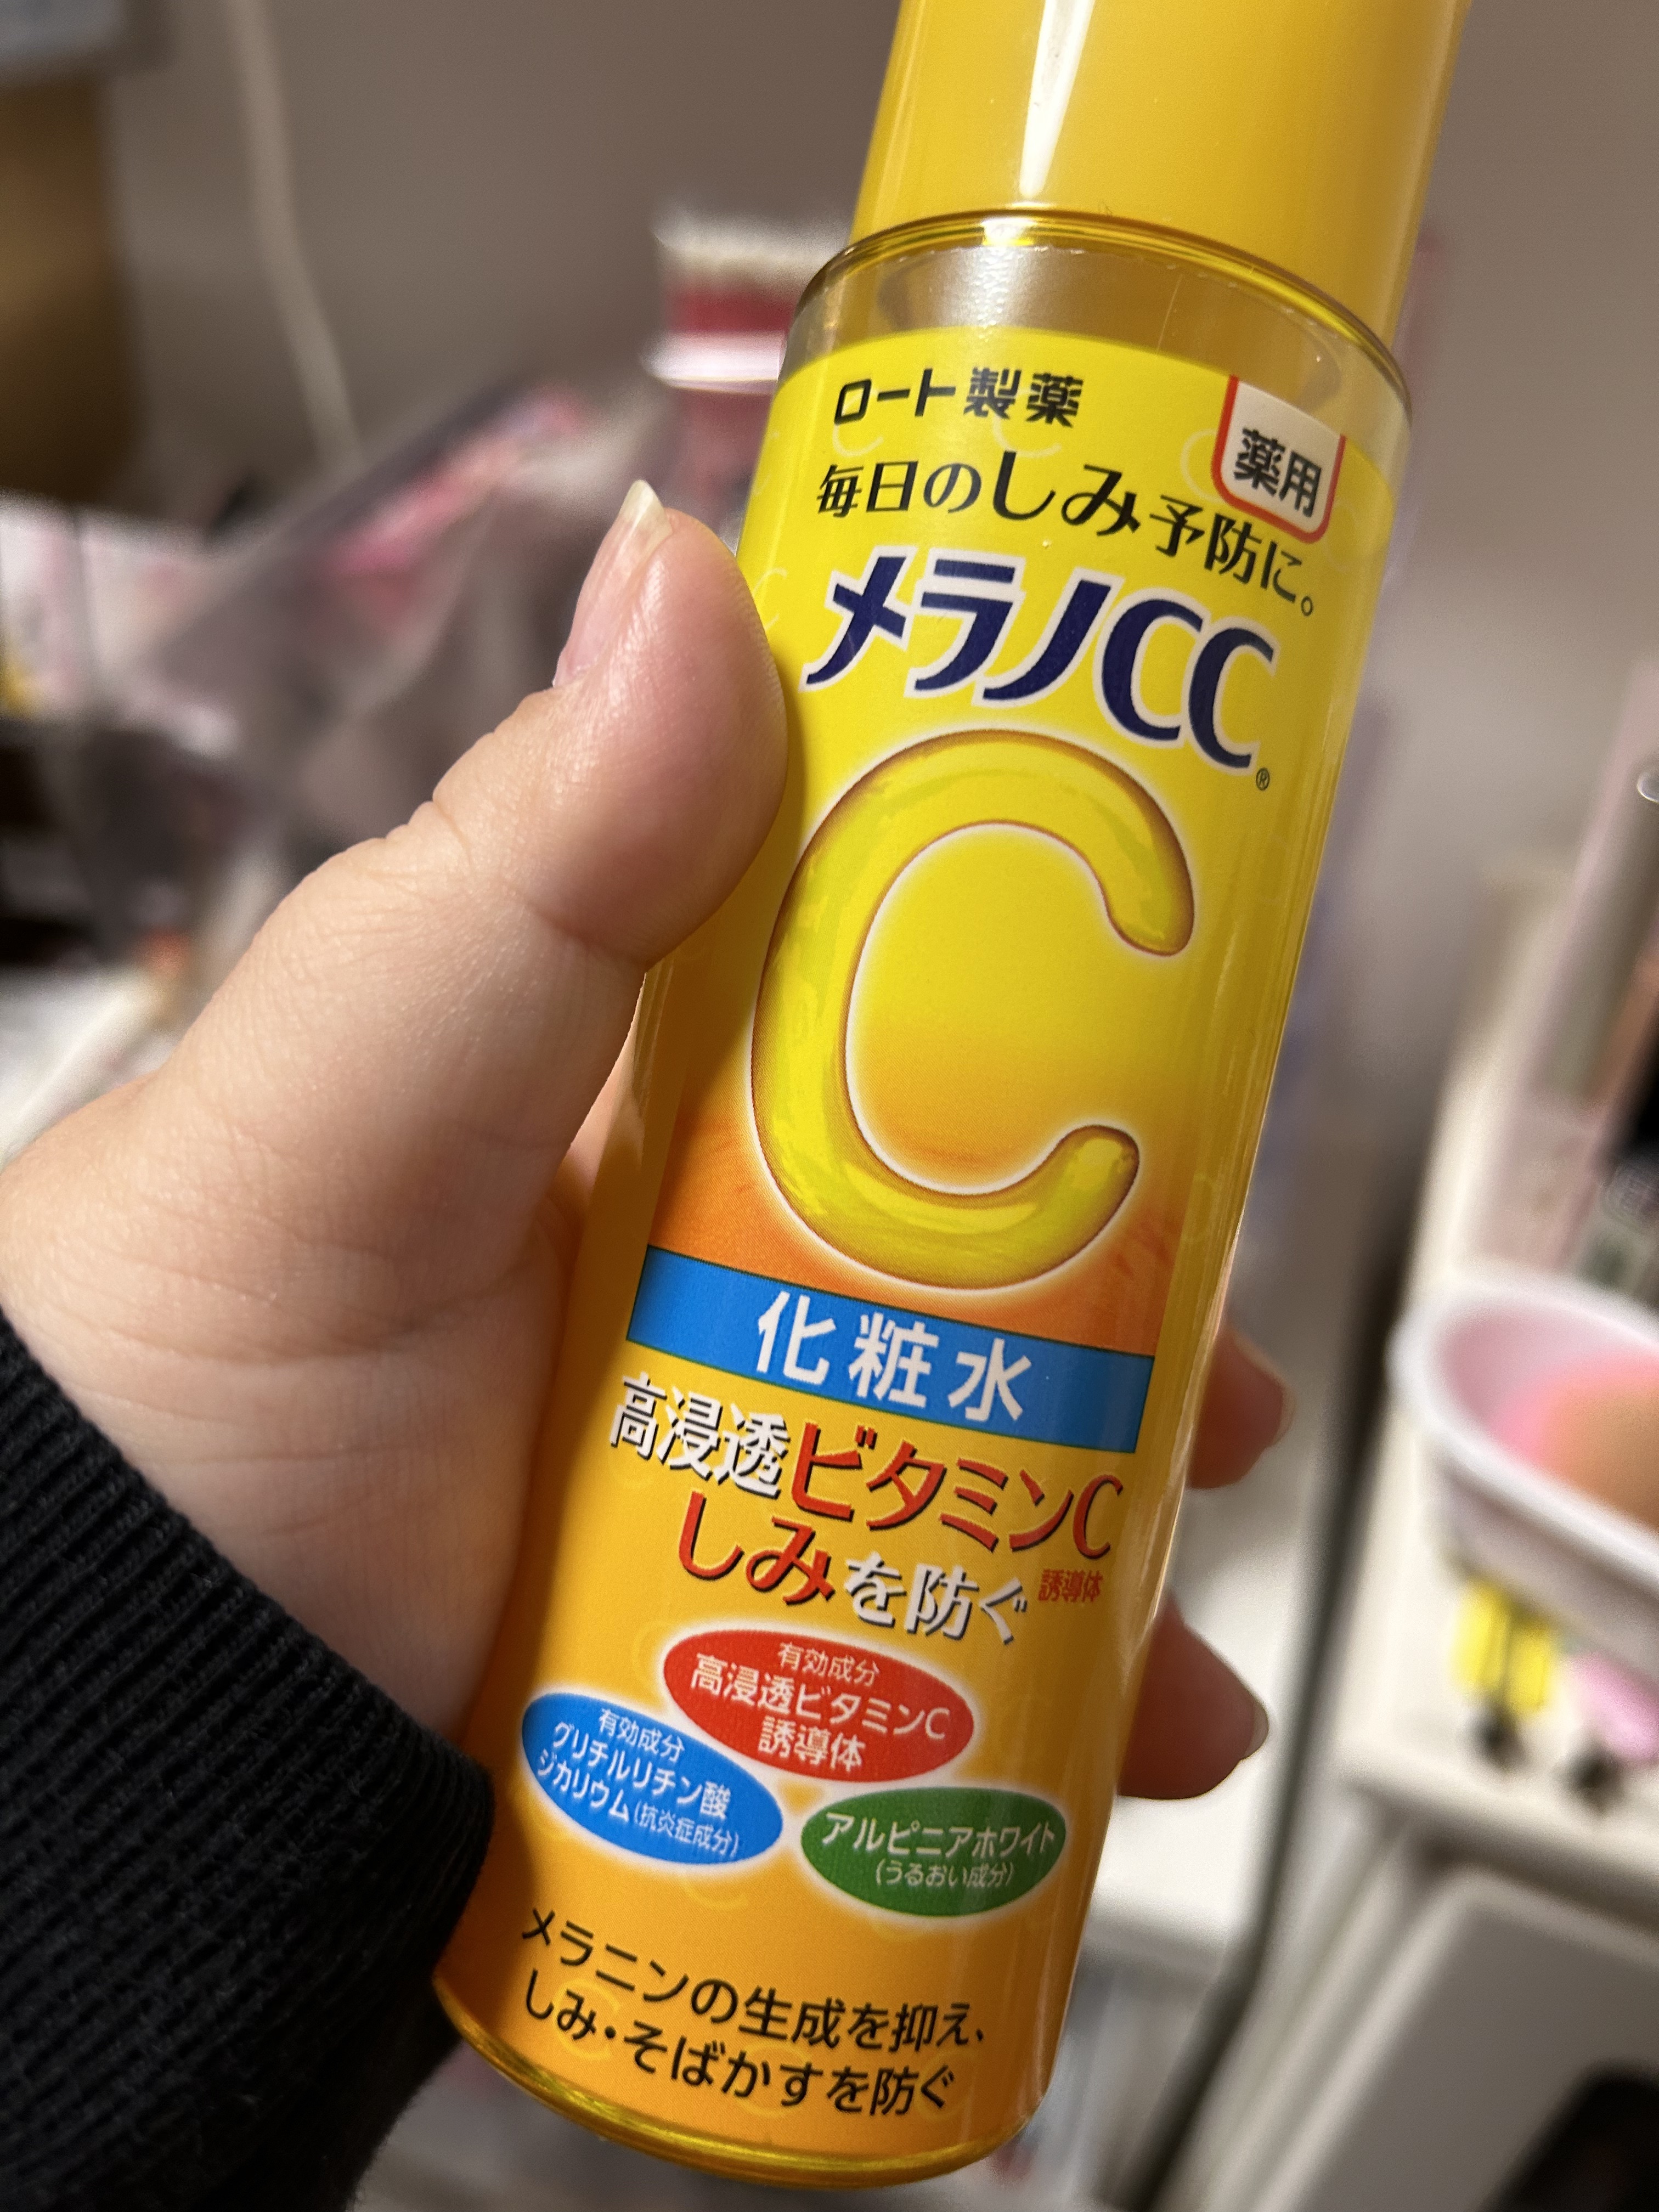 ロート製薬
薬用
毎日のしみ予防に。
メラノCC®
C
化粧水
高浸透ビタミンC
誘導体
しみを防ぐ
有効成分
高浸透ビタミンC
誘導体
有効成分
グリチルリチン酸
ジカリウム(抗炎症成分)
アルピニアホワイト
(うるおい成分)
メラニンの生成を抑え、
しみ・そばかすを防ぐ